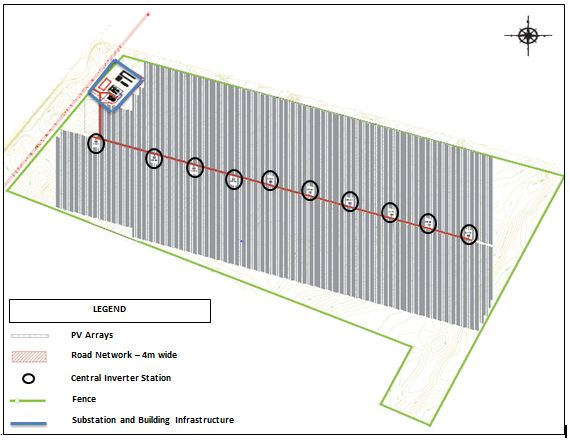 LEGEND
PV Arrays
Road Network – 4m wide
Central Inverter Station
Fence
Substation and Building Infrastructure